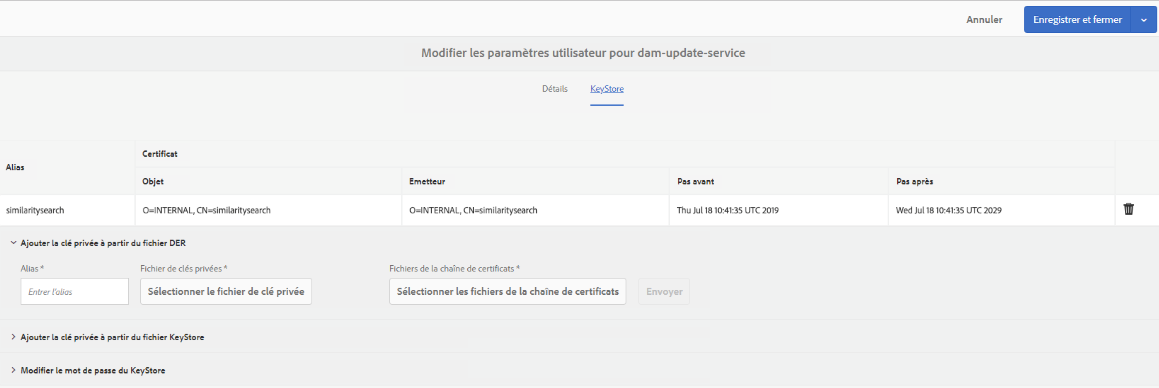 Annuler Enregistrer et fermer
Modifier les paramètres utilisateur pour dam-update-service
Détails KeyStore
Certificat
Alias
Objet Emetteur Pas avant Pas après
similaritysearch O=INTERNAL, CN=similaritysearch O=INTERNAL, CN=similaritysearch Thu Jul 18 10:41:35 UTC 2019 Wed Jul 18 10:41:35 UTC 2029
Ajouter la clé privée à partir du fichier DER
Alias * Fichier de clés privées * Fichiers de la chaîne de certificats *
Entrer l'alias Sélectionner le fichier de clé privée Sélectionner les fichiers de la chaîne de certificats Envoyer
Ajouter la clé privée à partir du fichier KeyStore
Modifier le mot de passe du KeyStore